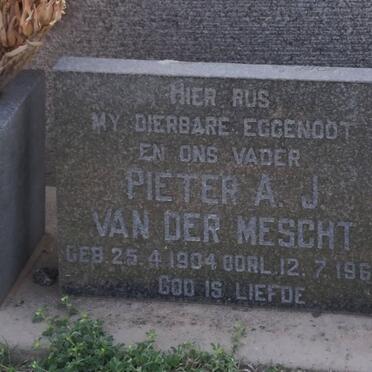 HIER RUS
MY DIERBARE EGGENOOT
EN ONS VADER
PIETER A. J.
VAN DER MESCHT
GEB. 25. 4. 1904 OORL. 12. 7. 196
GOD IS LIEFDE